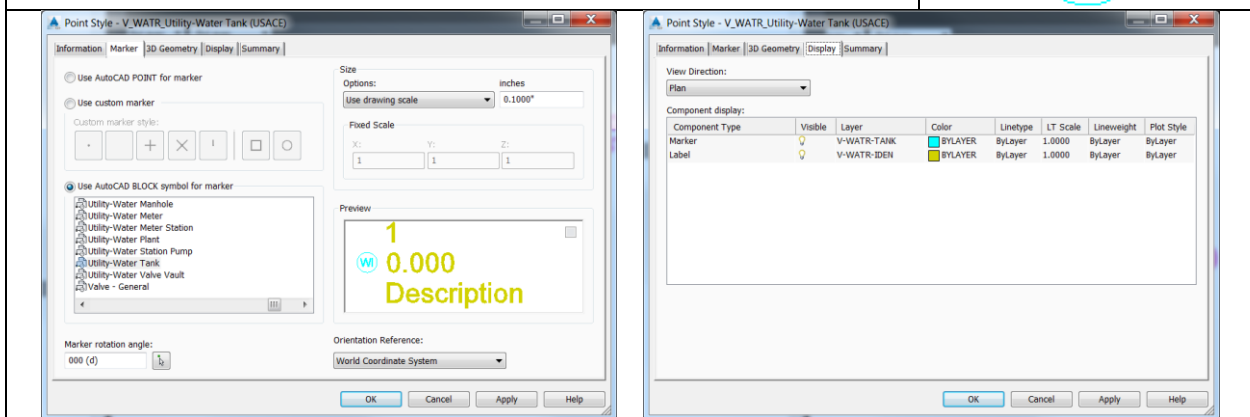 Point Style - V_WATR_Utility-Water Tank (USACE)
Information Marker 3D Geometry Display Summary
Use AutoCAD POINT for marker
Use custom marker
Custom marker style:
Use AutoCAD BLOCK symbol for marker
Utility-Water Manhole
Utility-Water Meter
Utility-Water Meter Station
Utility-Water Plant
Utility-Water Station Pump
Utility-Water Tank
Utility-Water Valve Vault
Valve - General
Marker rotation angle:
000 (d)
Size
Options: inches
Use drawing scale 0.1000"
Fixed Scale
X: Y: Z:
1 1 1
Preview
1
WI 0.000
Description
Orientation Reference:
World Coordinate System
OK Cancel Apply Help
Point Style - V_WATR_Utility-Water Tank (USACE)
Information Marker 3D Geometry Display Summary
View Direction:
Plan
Component display:
Component Type Visible Layer Color Linetype LT Scale Lineweight Plot Style
Marker V-WATR-TANK BYLAYER ByLayer 1.0000 ByLayer ByLayer
Label V-WATR-IDEN BYLAYER ByLayer 1.0000 ByLayer ByLayer
OK Cancel Apply Help